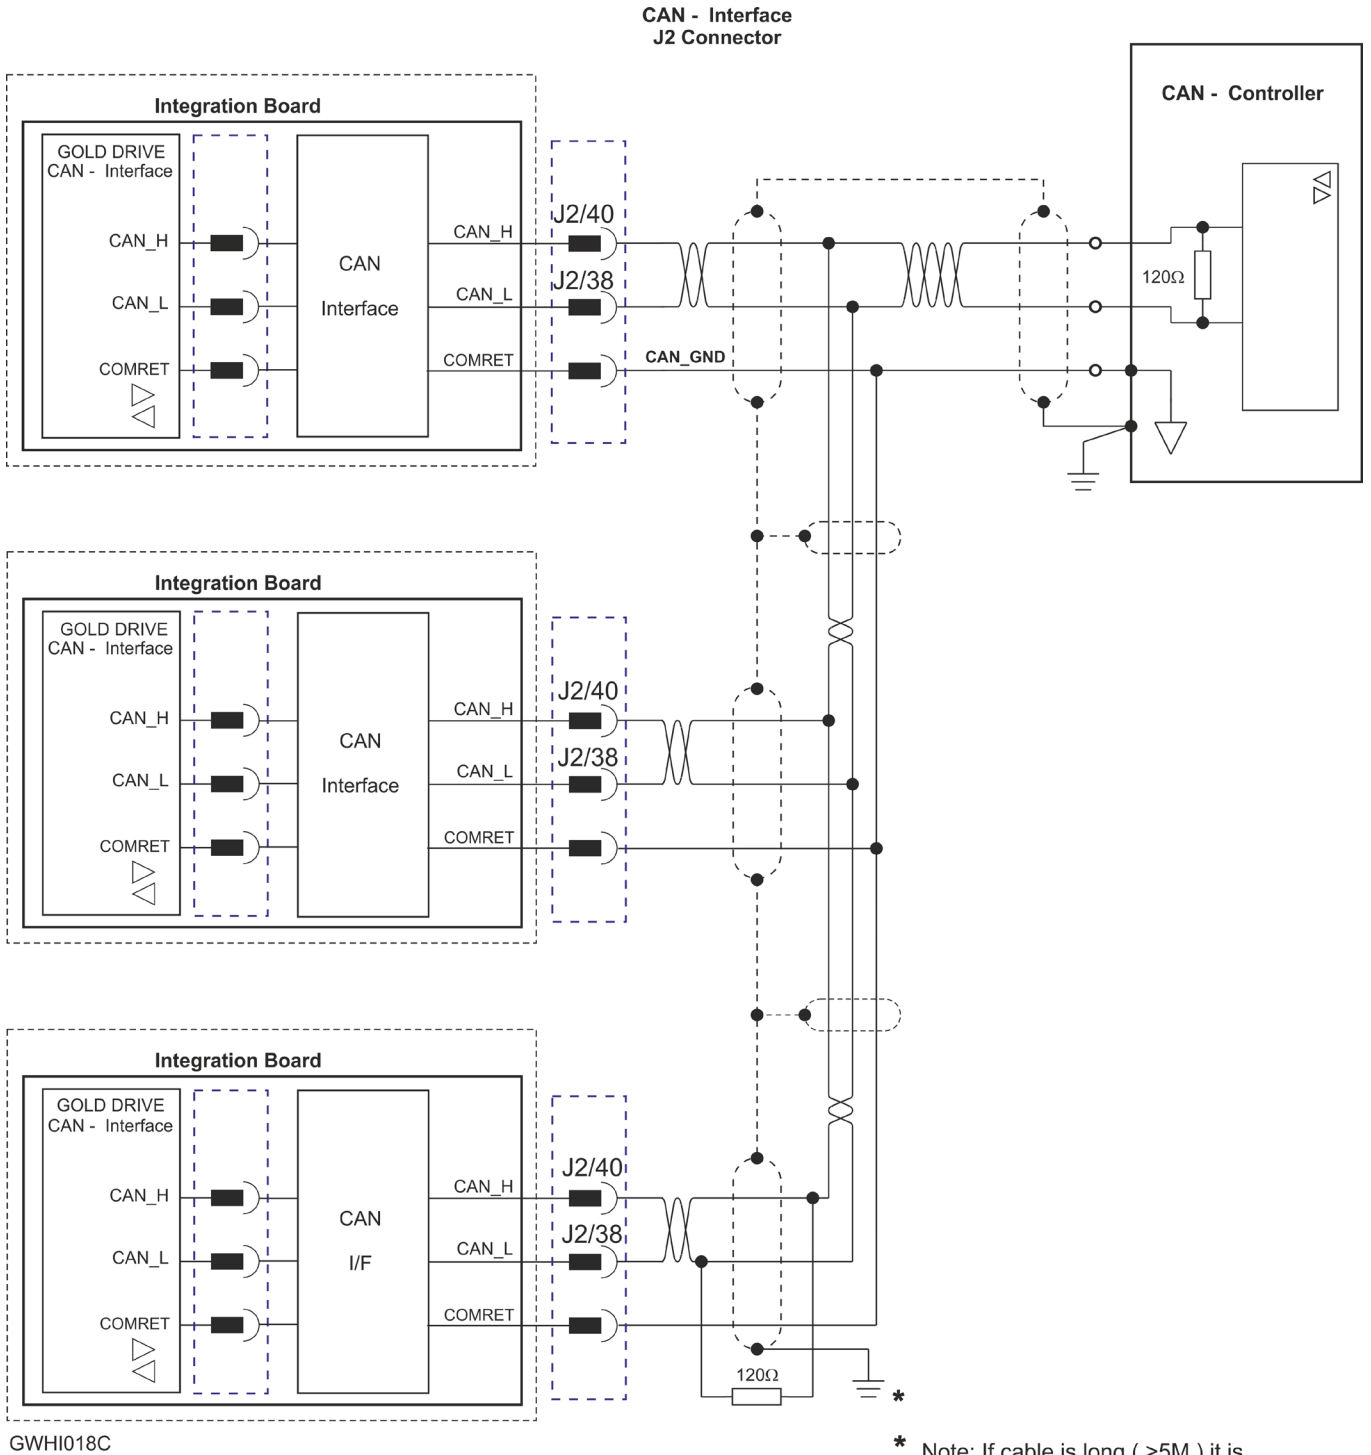 CAN - Interface
J2 Connector
CAN - Controller
120Ω
Integration Board
GOLD DRIVE
CAN - Interface
CAN_H
CAN_L
COMRET
CAN
Interface
CAN_H
CAN_L
COMRET
J2/40
J2/38
CAN_GND
Integration Board
GOLD DRIVE
CAN - Interface
CAN_H
CAN_L
COMRET
CAN
Interface
CAN_H
CAN_L
COMRET
J2/40
J2/38
Integration Board
GOLD DRIVE
CAN - Interface
CAN_H
CAN_L
COMRET
CAN
I/F
CAN_H
CAN_L
COMRET
J2/40
J2/38
120Ω
*
GWHI018C
* Note: If cable is long ( >5M ) it is